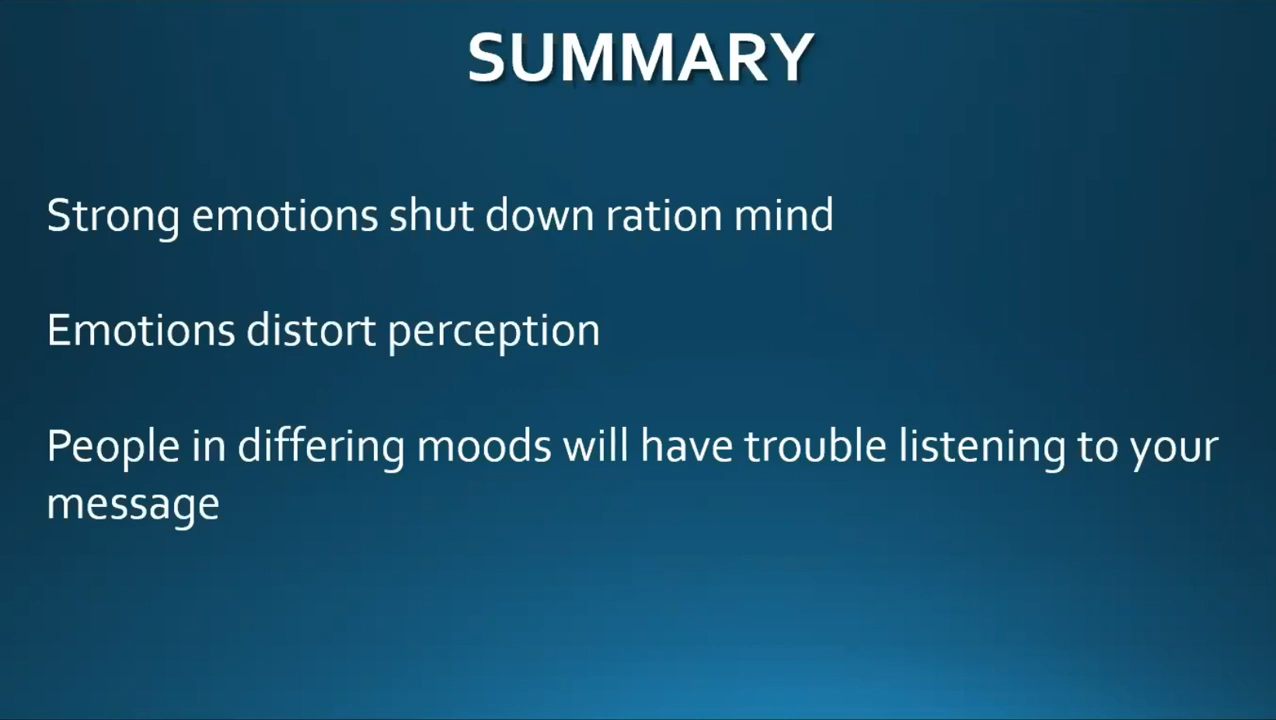 SUMMARY
Strong emotions shut down ration mind
Emotions distort perception
People in differing moods will have trouble listening to your
message